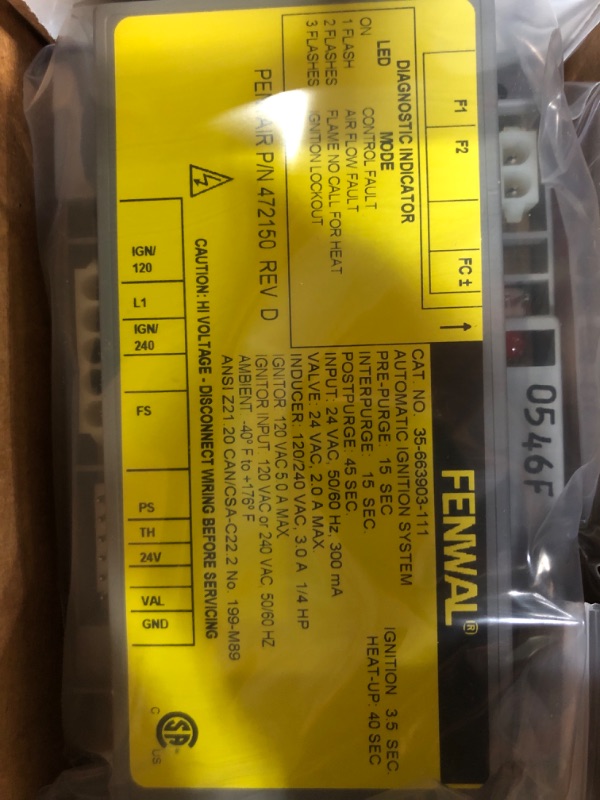 FENWAL®
CAT. NO. 35-663903-111
AUTOMATIC IGNITION SYSTEM
PRE-PURGE: 15 SEC. IGNITION 3.5 SEC.
INTERPURGE: 15 SEC. HEAT-UP: 40 SEC
POSTPURGE: 45 SEC.
INPUT: 24 VAC, 50/60 Hz, 300 mA
VALVE: 24 VAC, 2.0 A MAX.
INDUCER: 120/240 VAC, 3.0 A 1/4 HP
IGNITOR 120 VAC 5.0 A MAX.
IGNITOR INPUT: 120 VAC or 240 VAC, 50/60 HZ
AMBIENT -40° F to +176° F
ANSI Z21.20 CAN/CSA-C22.2 No. 199-M89
F1 F2 FC ±
DIAGNOSTIC INDICATOR
LED MODE
ON CONTROL FAULT
1 FLASH AIR FLOW FAULT
2 FLASHES FLAME NO CALL FOR HEAT
3 FLASHES IGNITION LOCKOUT
P/N 472150 REV D
CAUTION: HI VOLTAGE - DISCONNECT WIRING BEFORE SERVICING
IGN/
120
L1
IGN/
240
FS
PS
TH
24V
VAL
GND
C SA US
0546F